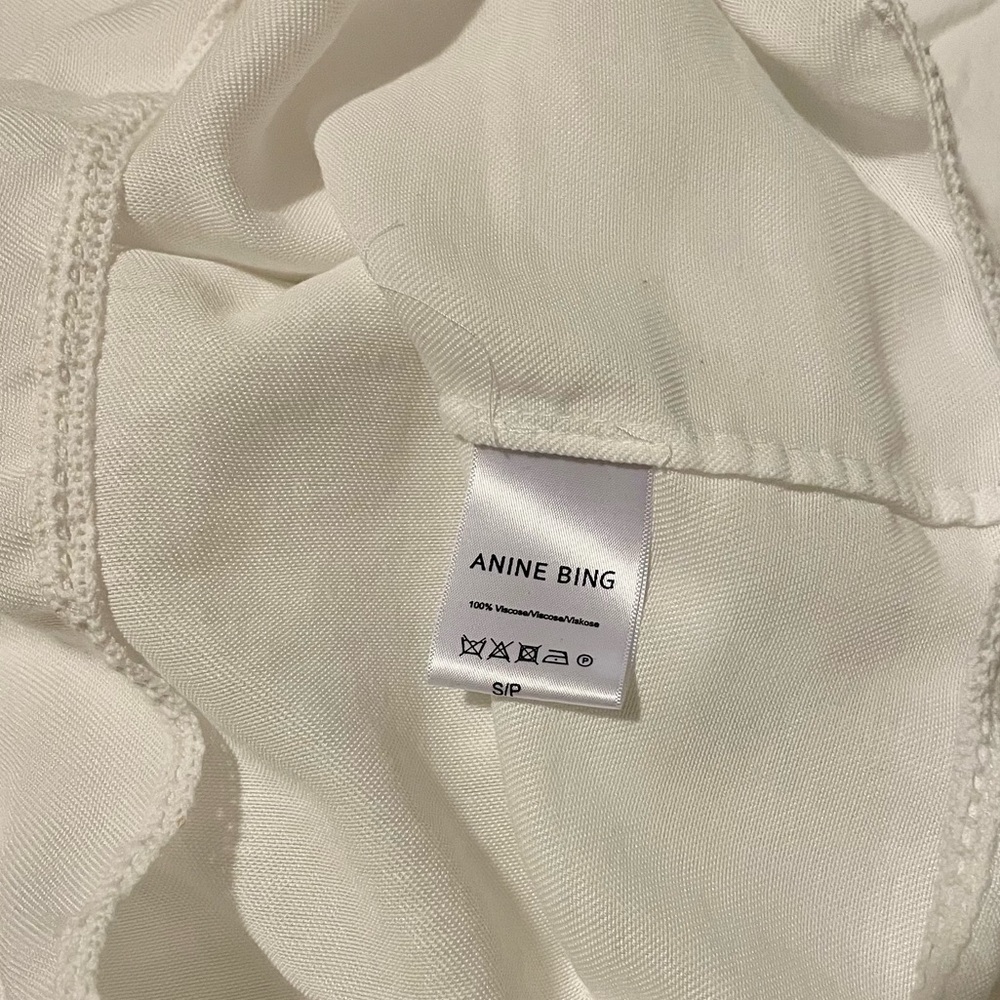 ANINE BING
100% Viscose/Viscose/Viskose
P
S/P